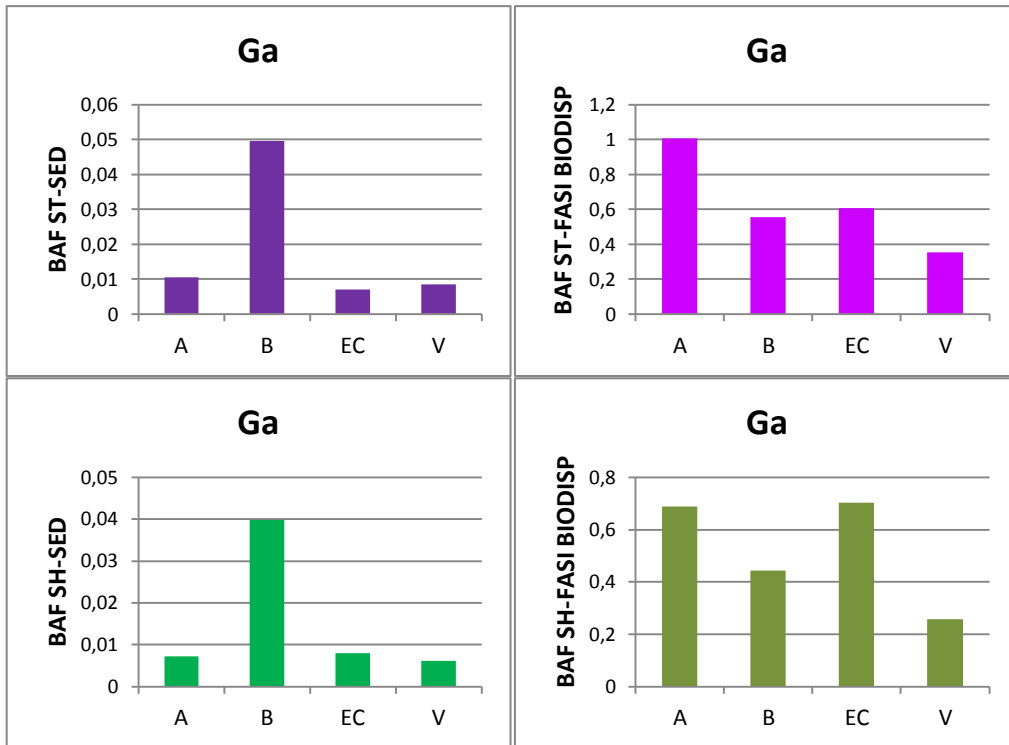 Ga
BAF ST-SED
0,06
0,05
0,04
0,03
0,02
0,01
0
A B EC V
Ga
BAF ST-FASI BIODISP
1,2
1
0,8
0,6
0,4
0,2
0
A B EC V
Ga
BAF SH-SED
0,05
0,04
0,03
0,02
0,01
0
A B EC V
Ga
BAF SH-FASI BIODISP
0,8
0,6
0,4
0,2
0
A B EC V